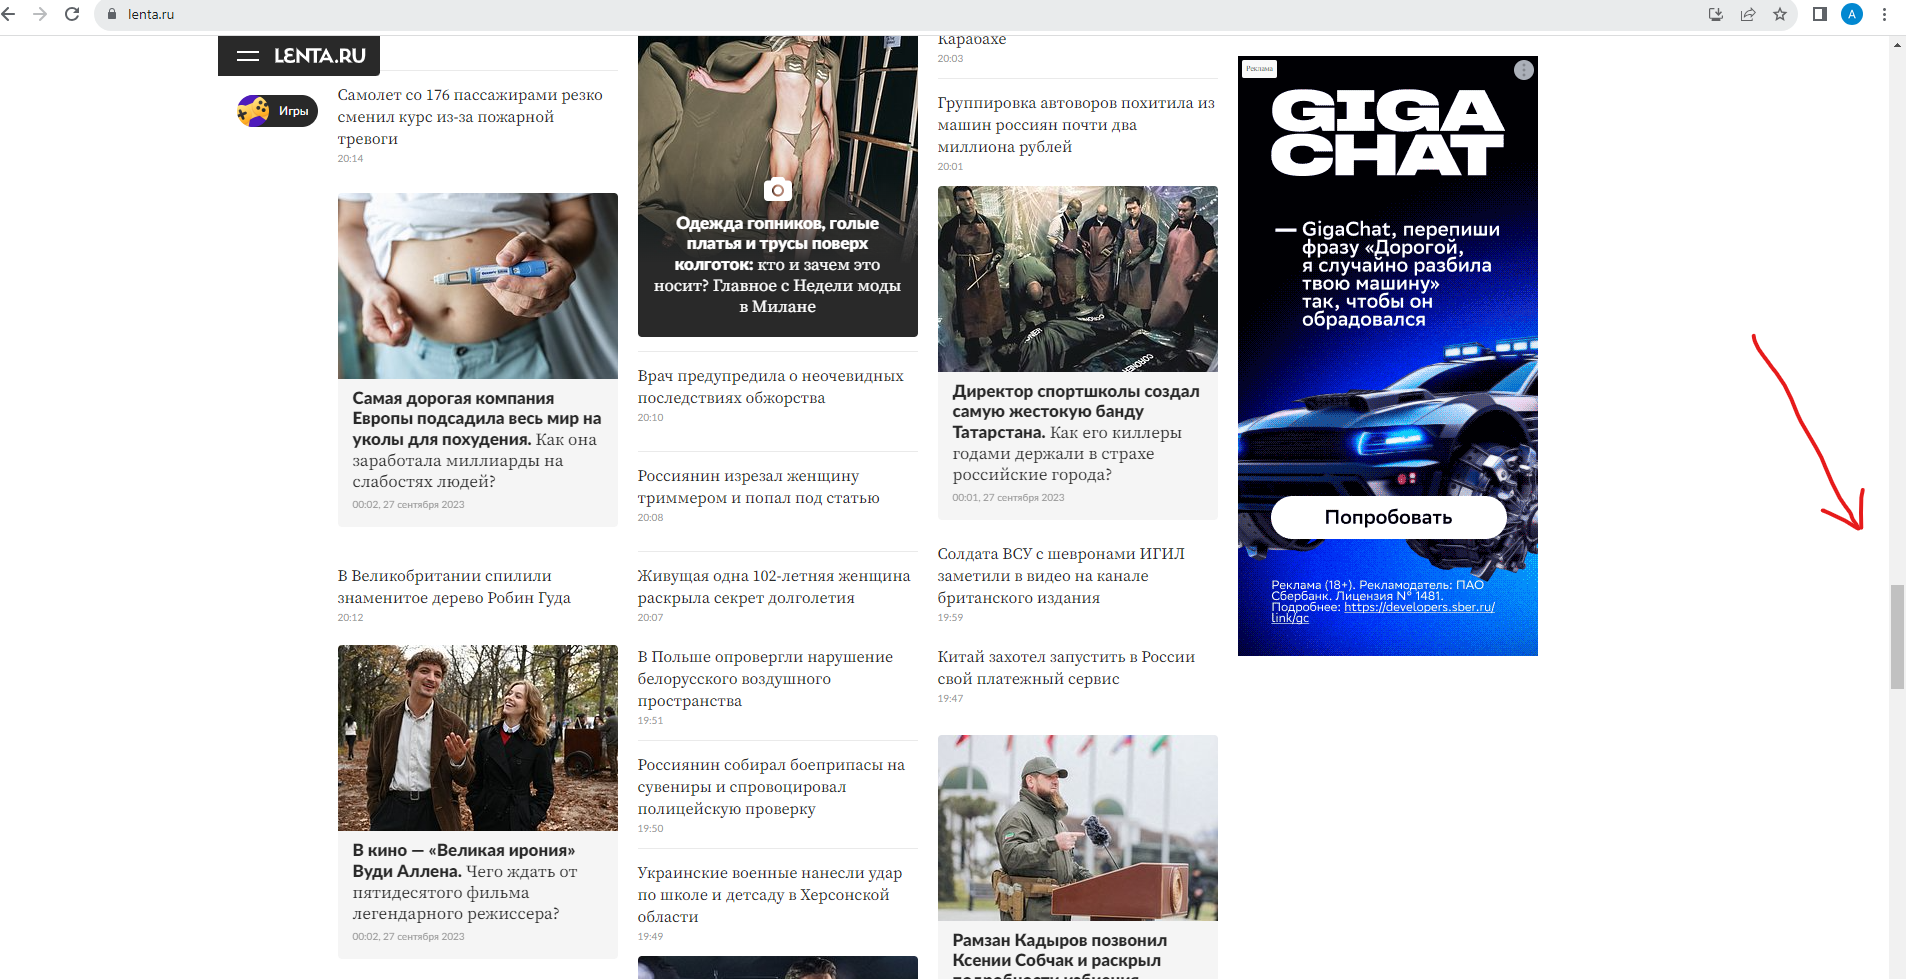 lenta.ru
A
LENTA.RU
Игры
Самолет со 176 пассажирами резко
сменил курс из-за пожарной
тревоги
20:14
Самая дорогая компания
Европы подсадила весь мир на
уколы для похудения. Как она
заработала миллиарды на
слабостях людей?
00:02, 27 сентября 2023
В Великобритании спилили
знаменитое дерево Робин Гуда
20:12
В кино — «Великая ирония»
Вуди Аллена. Чего ждать от
пятидесятого фильма
легендарного режиссера?
00:02, 27 сентября 2023
Одежда гопников, голые
платья и трусы поверх
колготок: кто и зачем это
носит? Главное с Недели моды
в Милане
Врач предупредила о неочевидных
последствиях обжорства
20:10
Россиянин изрезал женщину
триммером и попал под статью
20:08
Живущая одна 102-летняя женщина
раскрыла секрет долголетия
20:07
В Польше опровергли нарушение
белорусского воздушного
пространства
19:51
Россиянин собирал боеприпасы на
сувениры и спровоцировал
полицейскую проверку
19:50
Украинские военные нанесли удар
по школе и детсаду в Херсонской
области
19:49
Карабахе
20:03
Группировка автоворов похитила из
машин россиян почти два
миллиона рублей
20:01
CORONER
Директор спортшколы создал
самую жестокую банду
Татарстана. Как его киллеры
годами держали в страхе
российские города?
00:01, 27 сентября 2023
Солдата ВСУ с шевронами ИГИЛ
заметили в видео на канале
британского издания
19:59
Китай захотел запустить в России
свой платежный сервис
19:47
Рамзан Кадыров позвонил
Ксении Собчак и раскрыл
подробности избиения
Реклама
GIGA
CHAT
— GigaChat, перепиши
фразу «Дорогой,
я случайно разбила
твою машину»
так, чтобы он
обрадовался
Попробовать
Реклама (18+). Рекламодатель: ПАО
Сбербанк. Лицензия № 1481.
Подробнее: https://developers.sber.ru/
link/gc